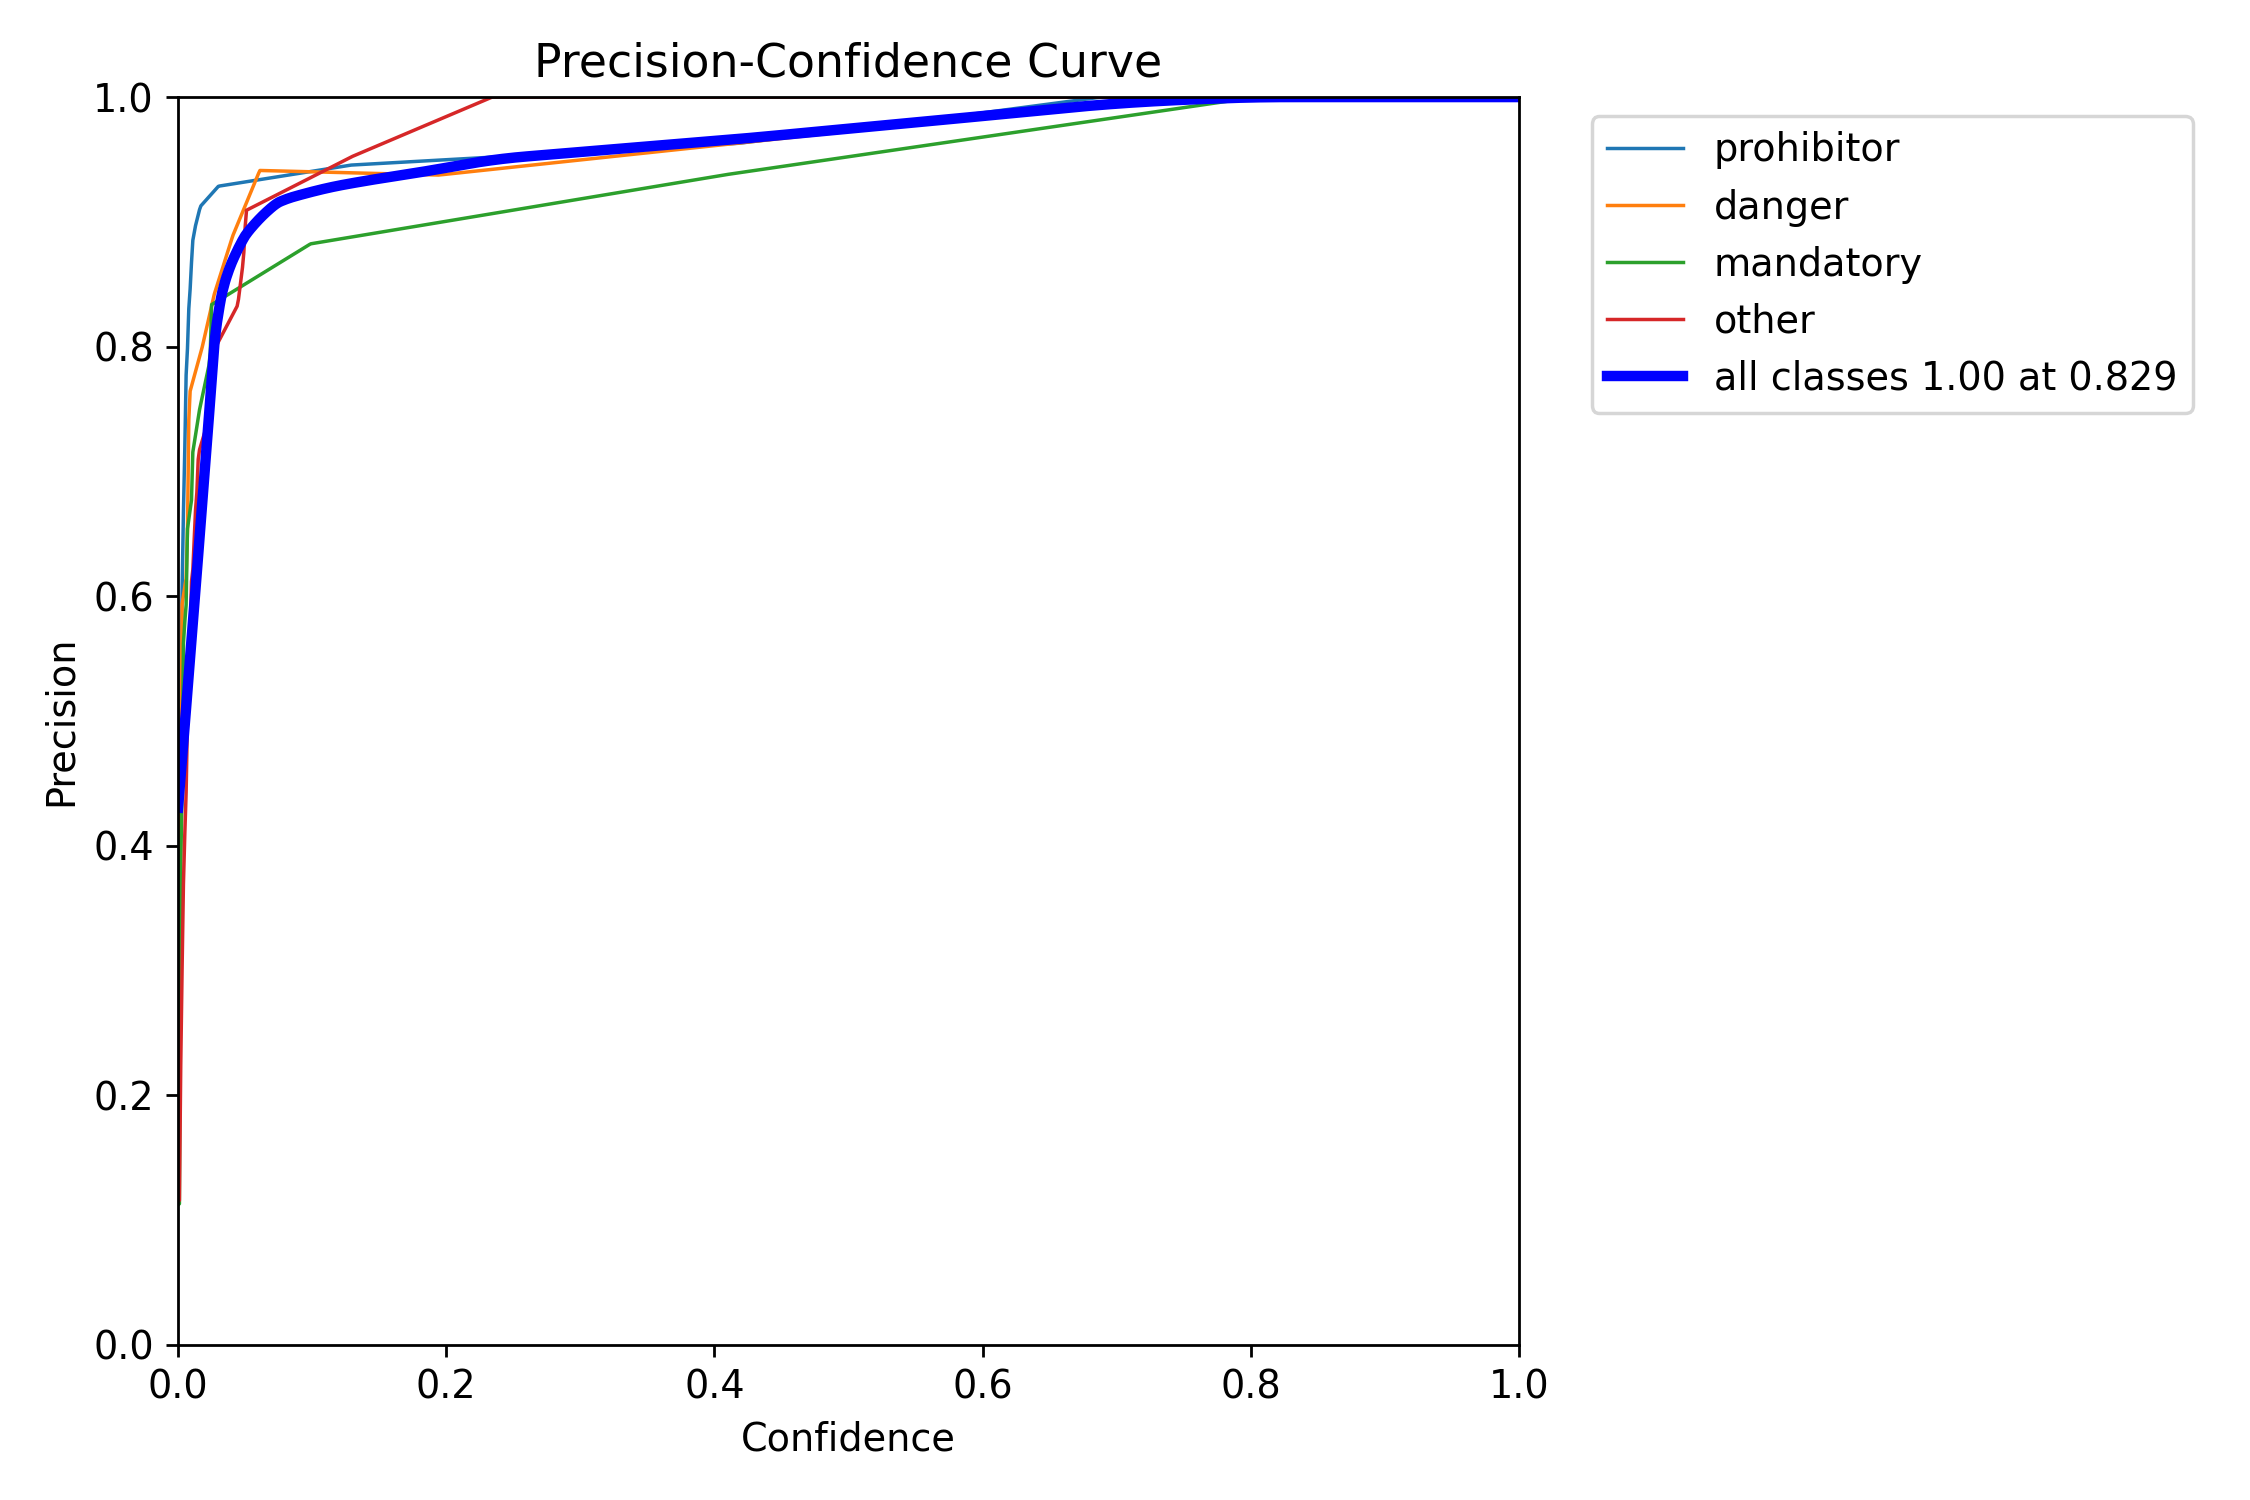 Precision-Confidence Curve
1.0
0.8
0.6
0.4
0.2
0.0
Precision
0.0 0.2 0.4 0.6 0.8 1.0
Confidence
prohibitor
danger
mandatory
other
all classes 1.00 at 0.829